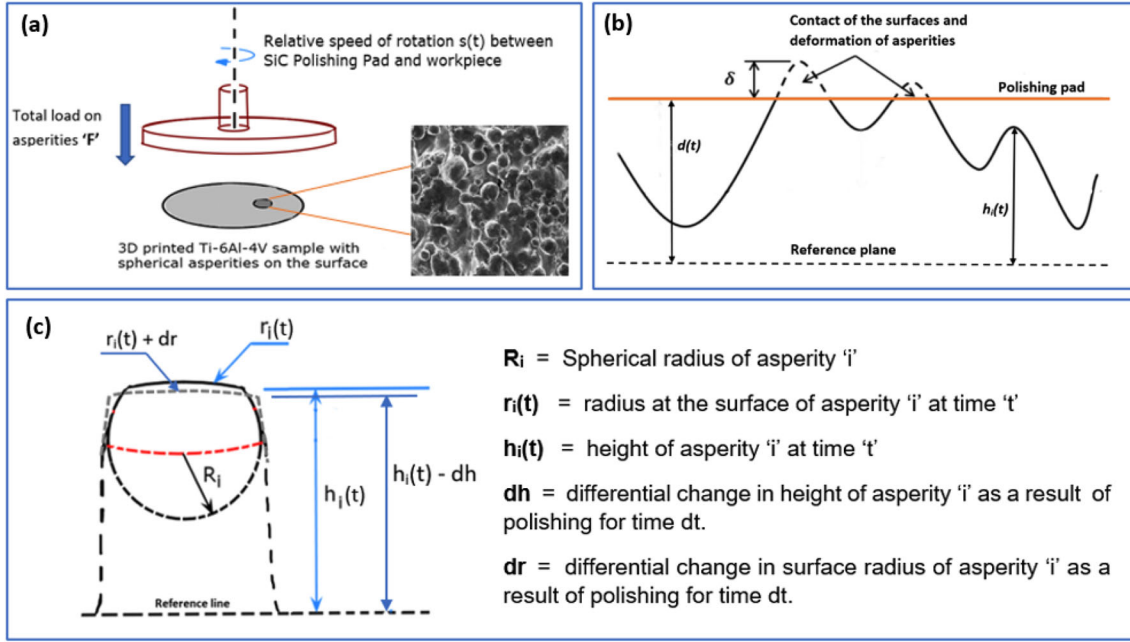 (a)
Relative speed of rotation s(t) between
SiC Polishing Pad and workpiece
Total load on
asperities 'F'
3D printed Ti-6Al-4V sample with
spherical asperities on the surface
(b)
Contact of the surfaces and
deformation of asperities
δ
Polishing pad
d(t)
hᵢ(t)
Reference plane
(c)
rᵢ(t) + dr
rᵢ(t)
Rᵢ
hᵢ(t)
hᵢ(t) - dh
Reference line
Rᵢ = Spherical radius of asperity 'i'
rᵢ(t) = radius at the surface of asperity 'i' at time 't'
hᵢ(t) = height of asperity 'i' at time 't'
dh = differential change in height of asperity 'i' as a result of
polishing for time dt.
dr = differential change in surface radius of asperity 'i' as a
result of polishing for time dt.